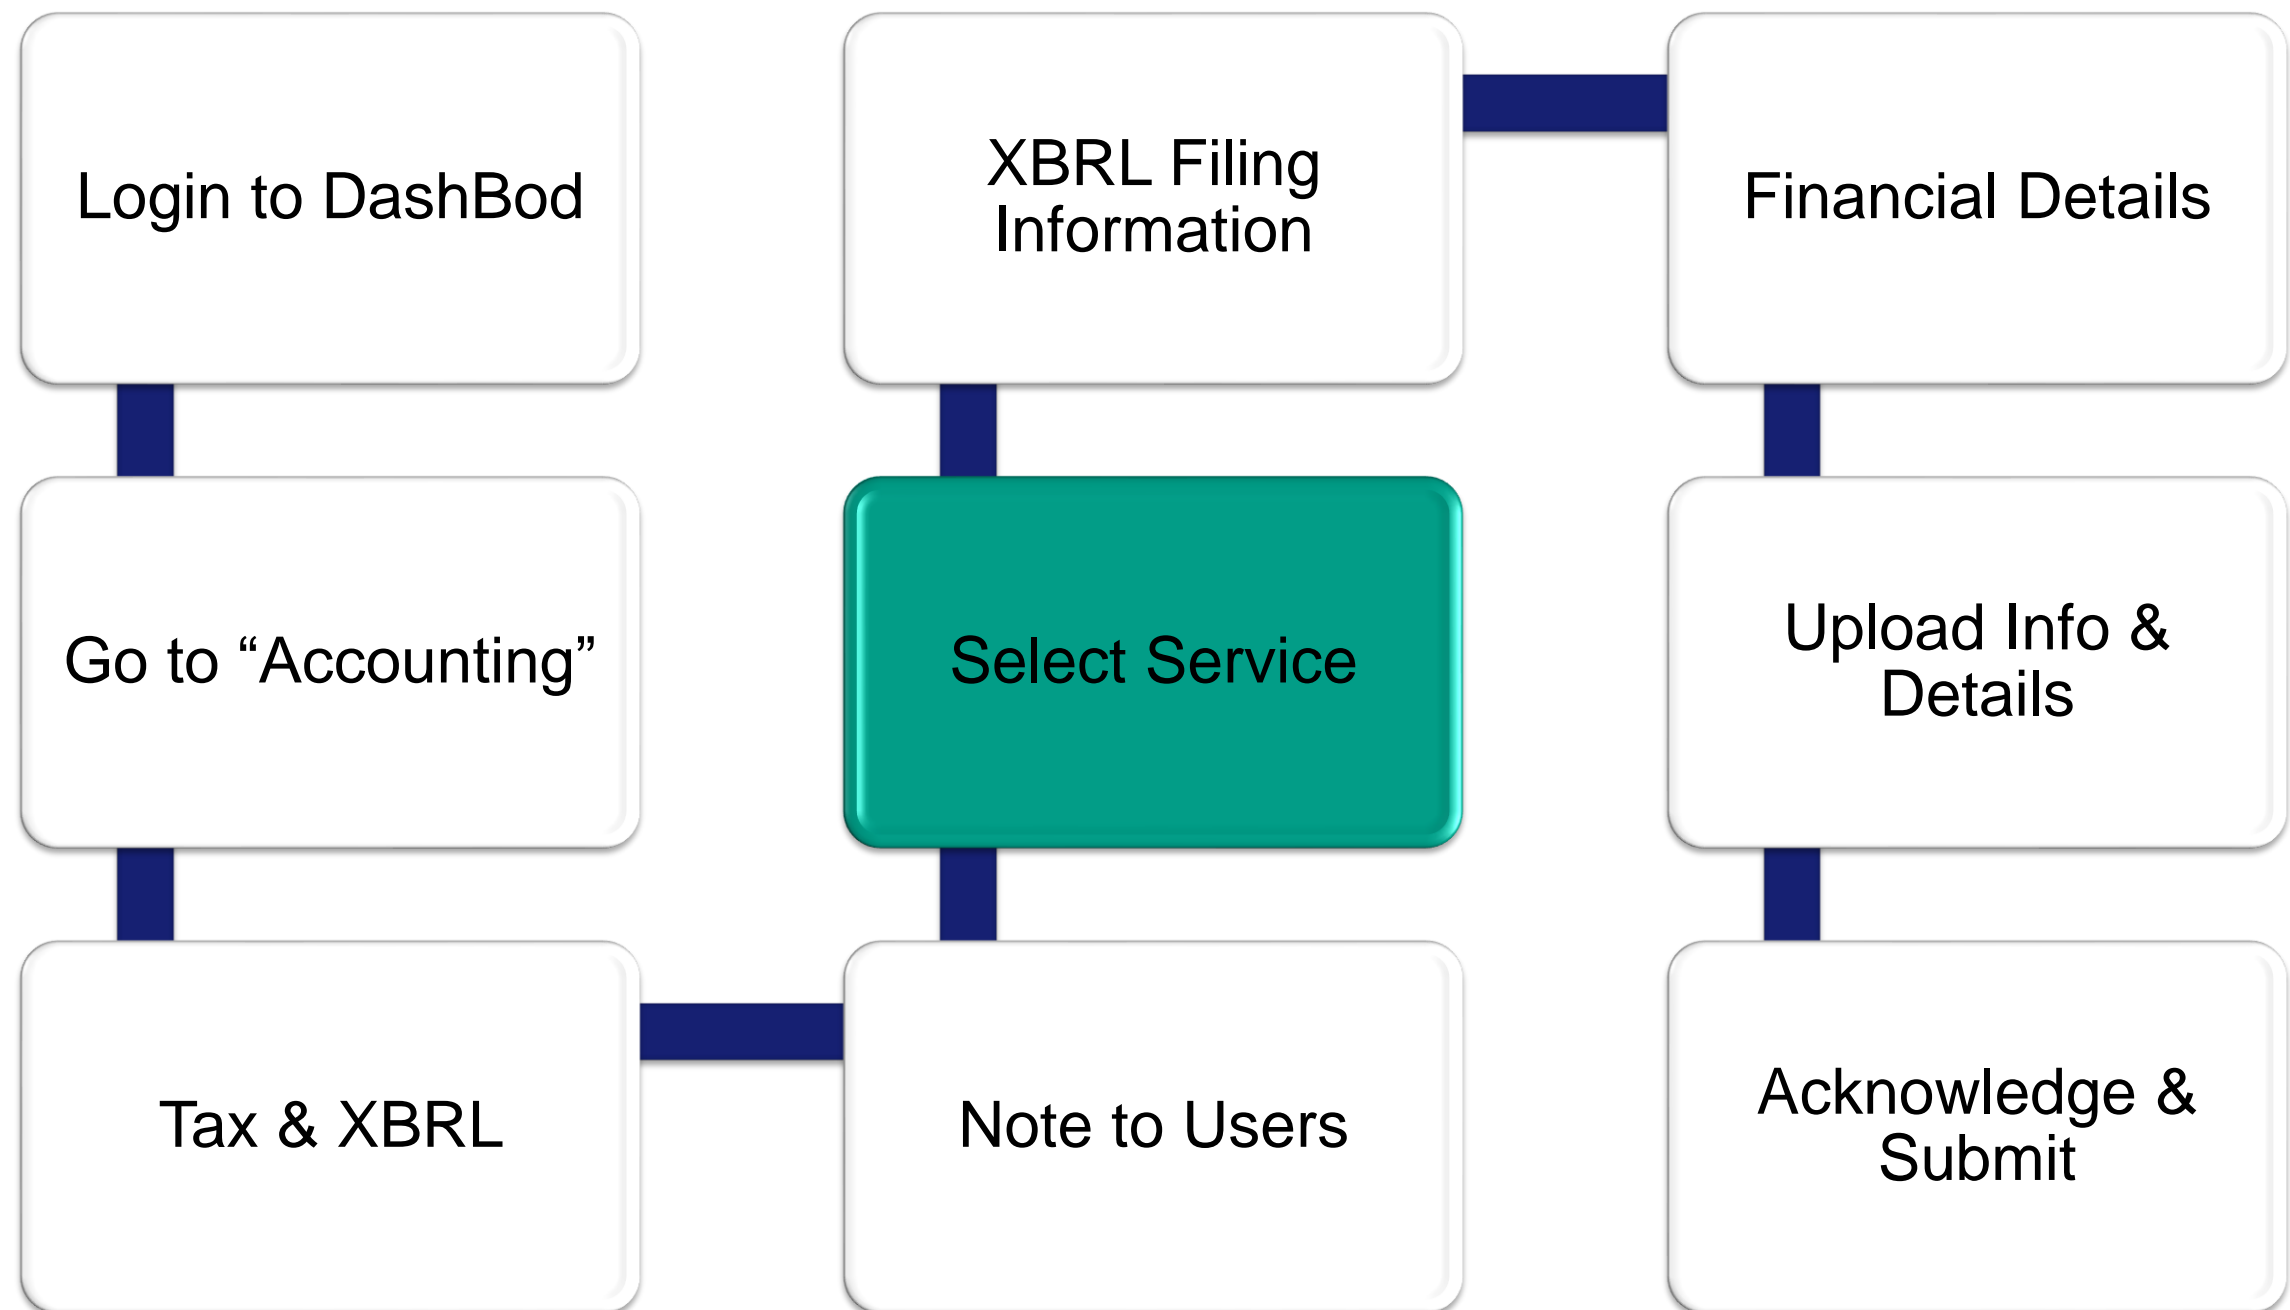 Login to DashBod
Go to “Accounting”
Tax & XBRL
Note to Users
Select Service
XBRL Filing
Information
Financial Details
Upload Info &
Details
Acknowledge &
Submit